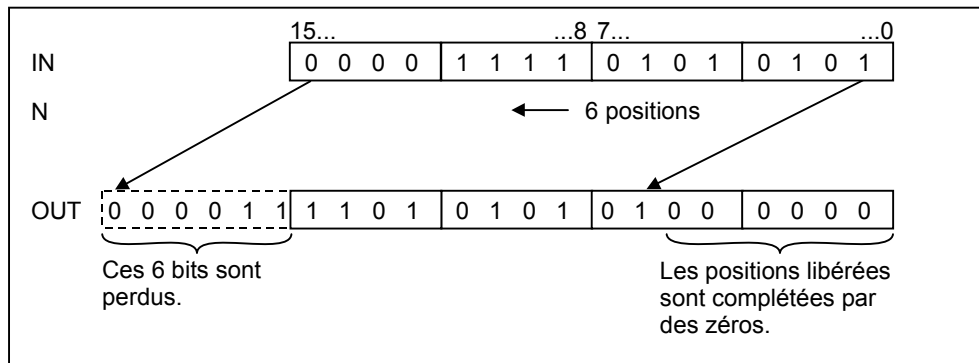 15... ...8 7... ...0
IN 0 0 0 0 1 1 1 1 0 1 0 1 0 1 0 1
N 6 positions
OUT 0 0 0 0 1 1 1 1 0 1 0 1 0 1 0 1 0 0 0 0 0 0
Ces 6 bits sont
perdus.
Les positions libérées
sont complétées par
des zéros.